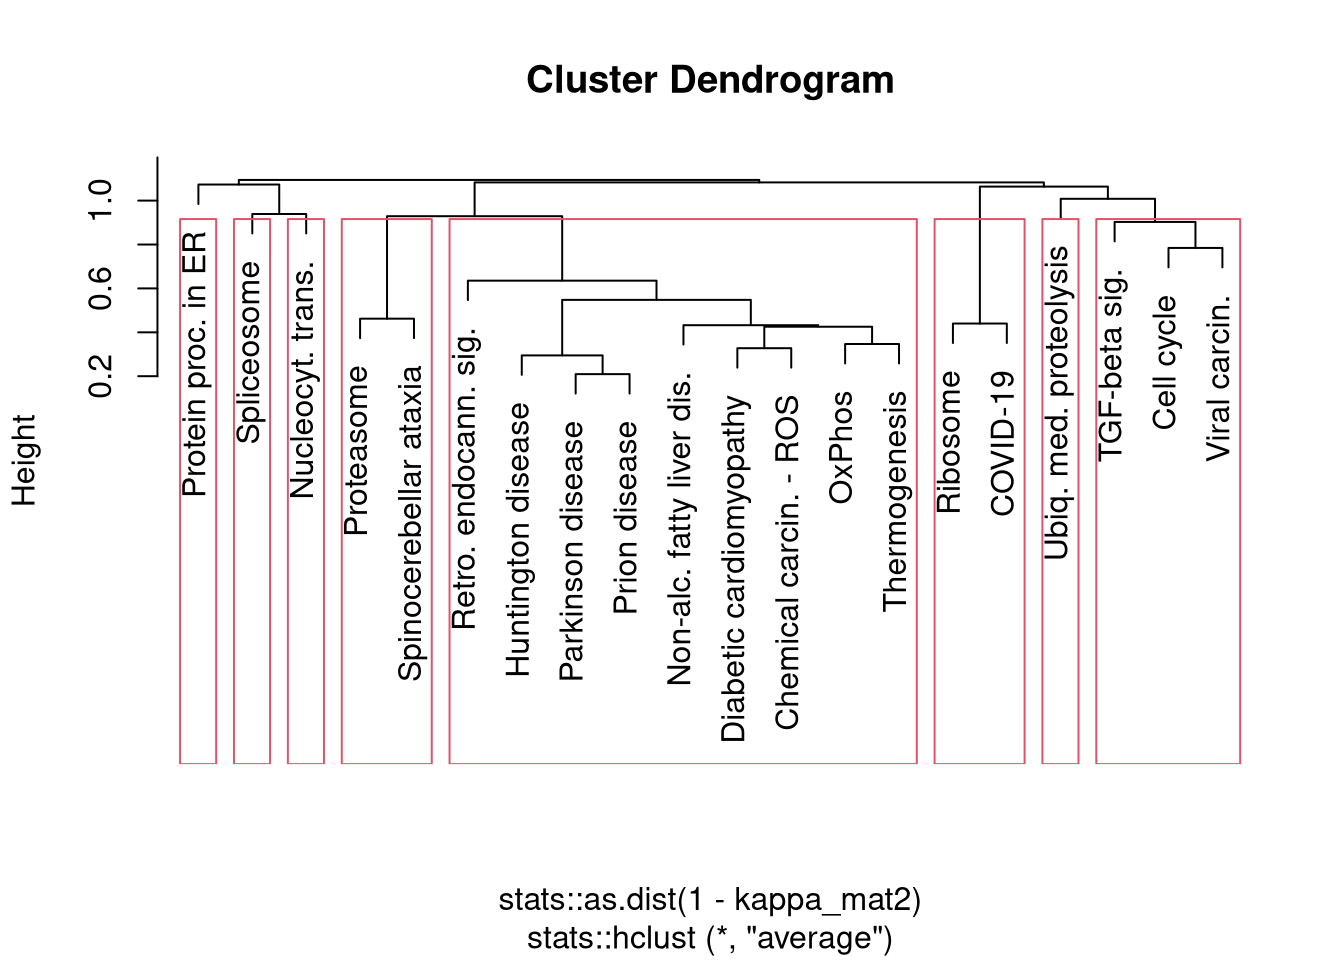 Cluster Dendrogram
Height
1.0
0.6
0.2
Protein proc. in ER
Spliceosome
Nucleocyt. trans.
Proteasome
Spinocerebellar ataxia
Retro. endocann. sig.
Huntington disease
Parkinson disease
Prion disease
Non-alc. fatty liver dis.
Diabetic cardiomyopathy
Chemical carcin. - ROS
OxPhos
Thermogenesis
Ribosome
COVID-19
Ubiq. med. proteolysis
TGF-beta sig.
Cell cycle
Viral carcin.
stats::as.dist(1 - kappa_mat2)
stats::hclust (*, "average")